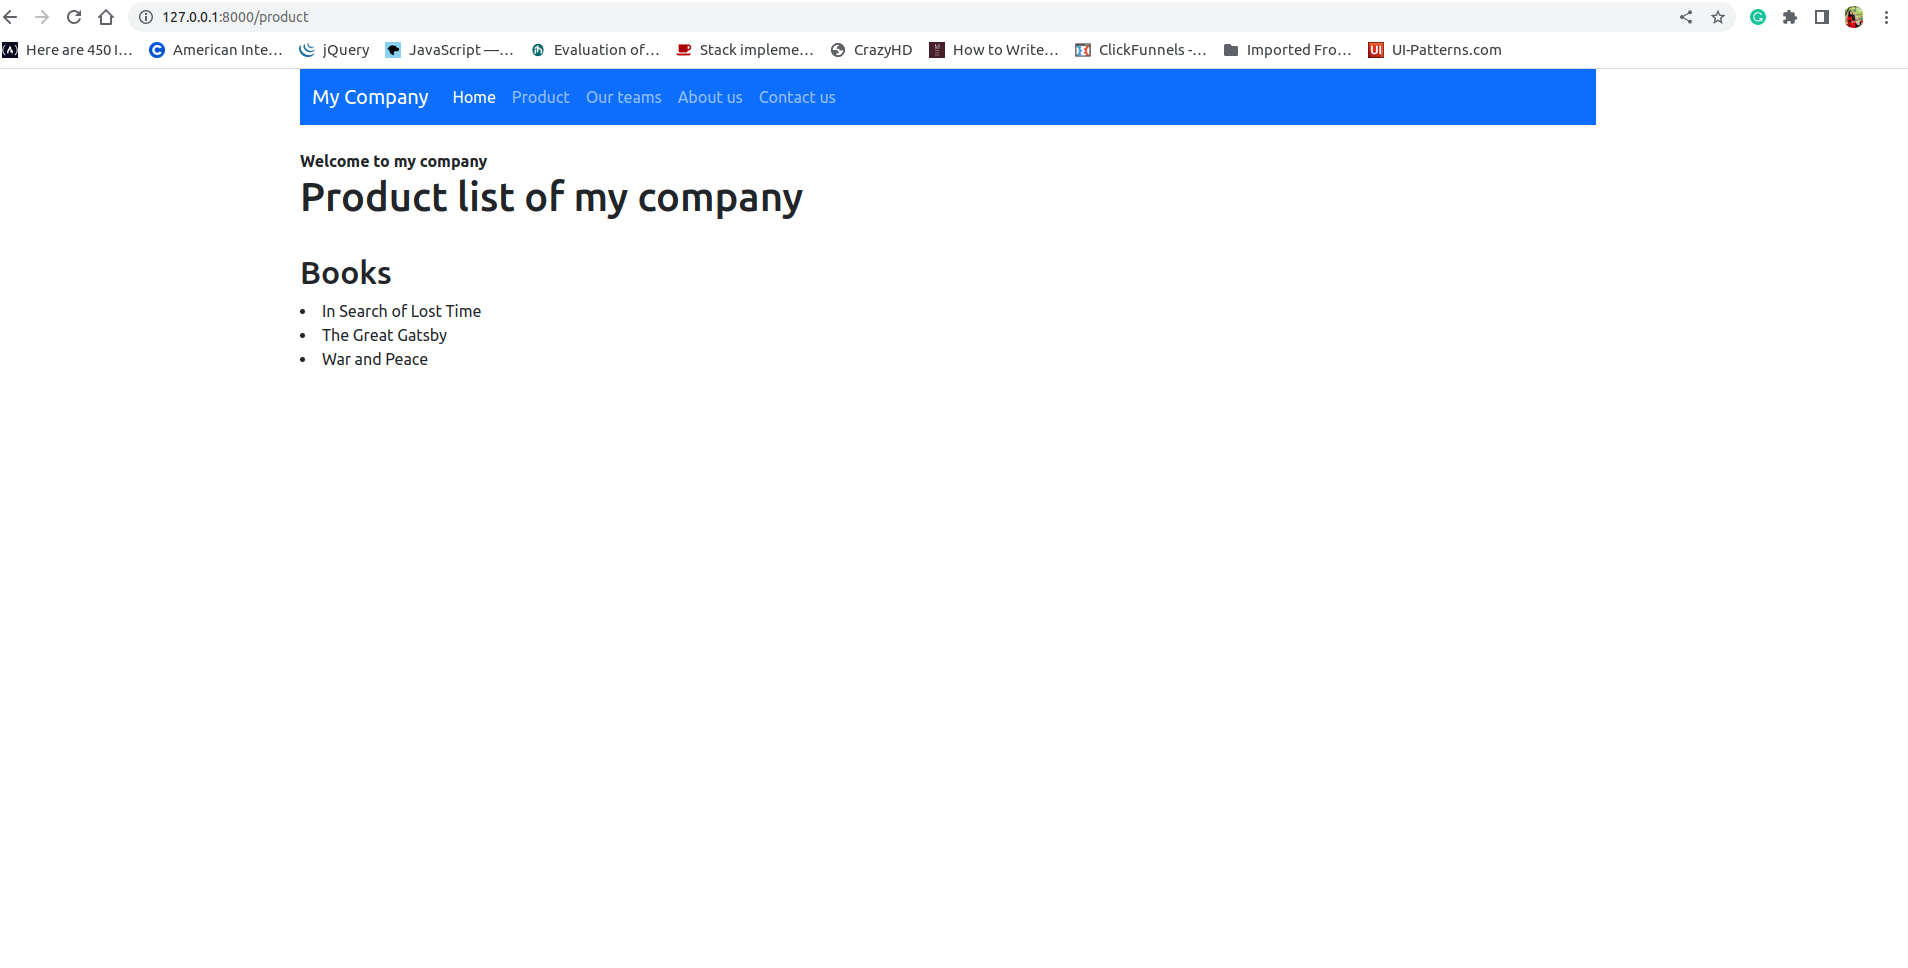 127.0.0.1:8000/product
Here are 450 I... American Inte... jQuery JavaScript —... Evaluation of... Stack impleme... CrazyHD How to Write... ClickFunnels -... Imported Fro... UI UI-Patterns.com
My Company Home Product Our teams About us Contact us
Welcome to my company
Product list of my company
Books
• In Search of Lost Time
• The Great Gatsby
• War and Peace